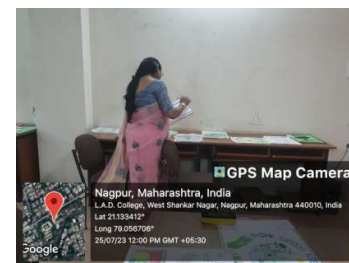 GPS Map Camera
Nagpur, Maharashtra, India
L.A.D. College, West Shankar Nagar, Nagpur, Maharashtra 440010, India
Lat 21.133412°
Long 79.056706°
25/07/23 12:00 PM GMT +05:30
Google